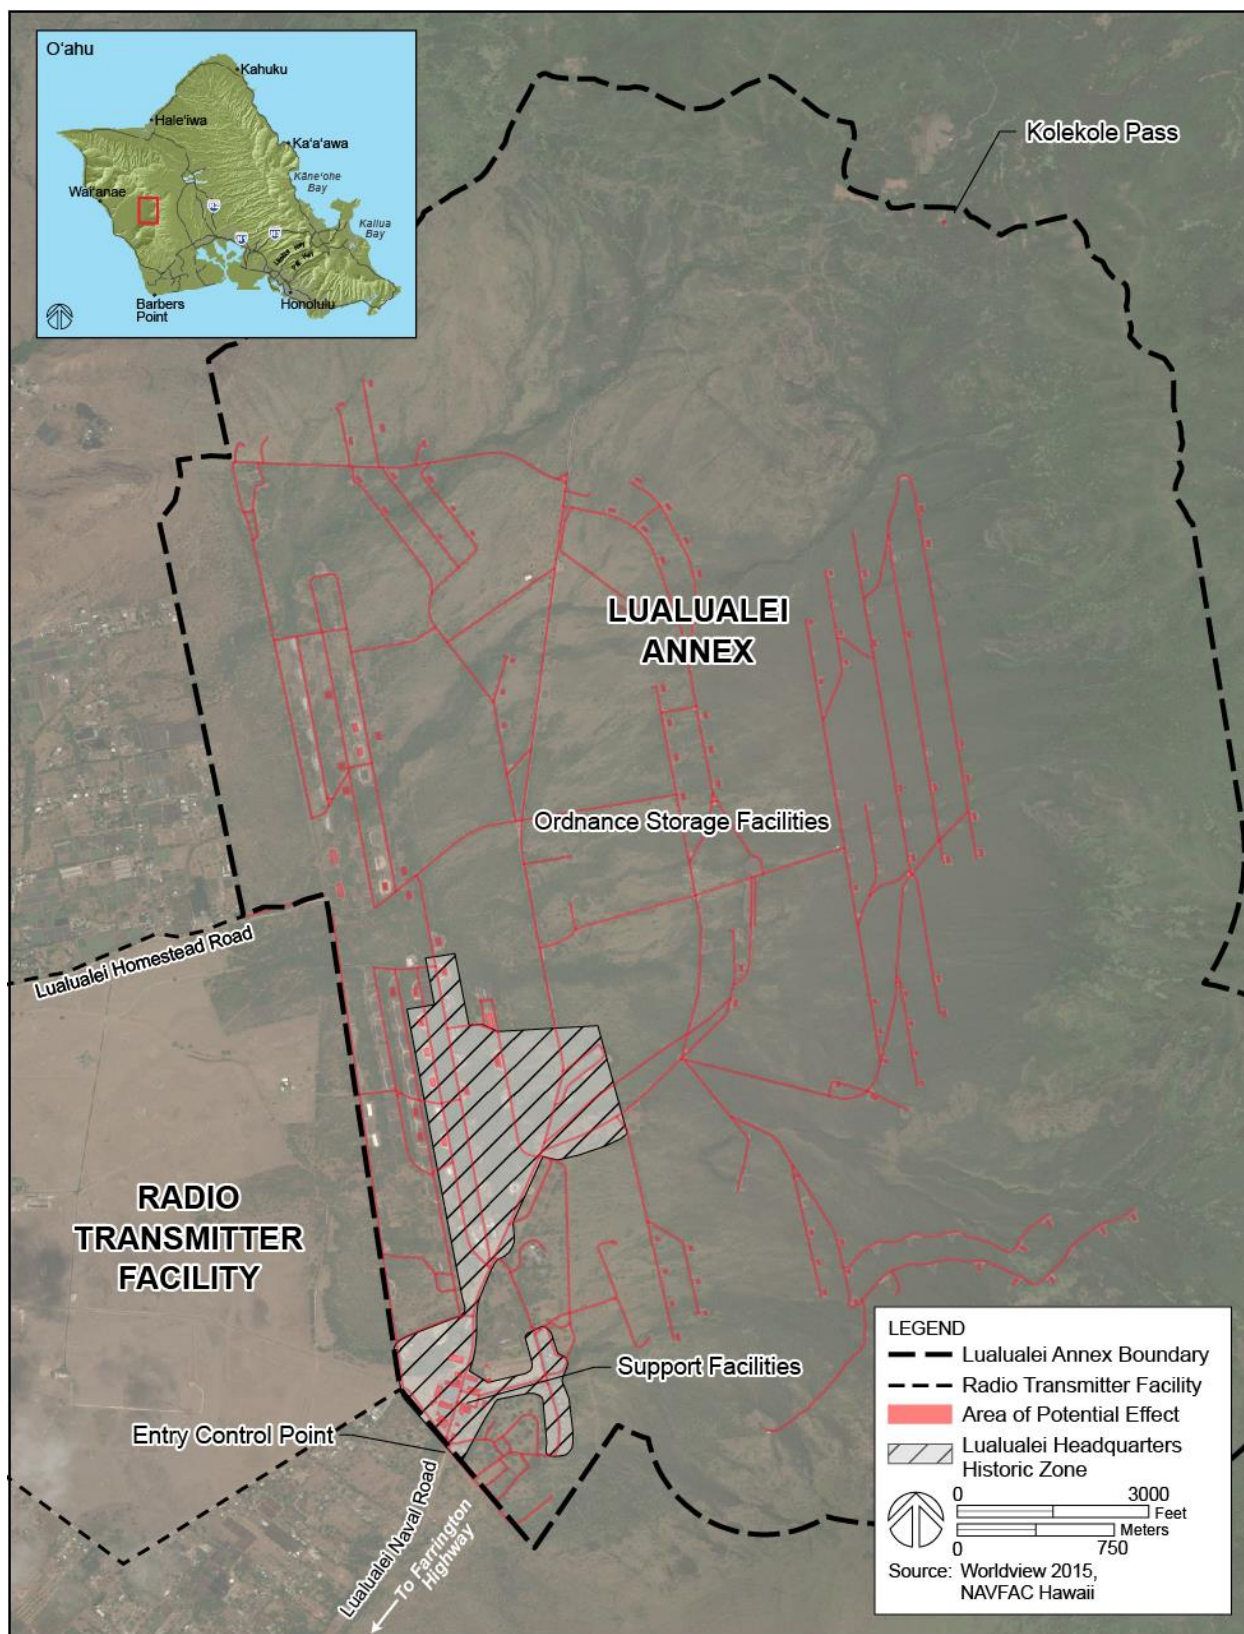 O'ahu
Kahuku
Hale'iwa
Ka'a'awa
Kāne'ohe
Bay
Wai'anae
Kailua
Bay
Barbers
Point
Honolulu
Kolekole Pass
LUALUALEI
ANNEX
Ordnance Storage Facilities
Lualualei Homestead Road
RADIO
TRANSMITTER
FACILITY
Support Facilities
Entry Control Point
Lualualei Naval Road
To Farrington
Highway
LEGEND
Lualualei Annex Boundary
Radio Transmitter Facility
Area of Potential Effect
Lualualei Headquarters
Historic Zone
0 3000
Feet
Meters
0 750
Source: Worldview 2015,
NAVFAC Hawaii